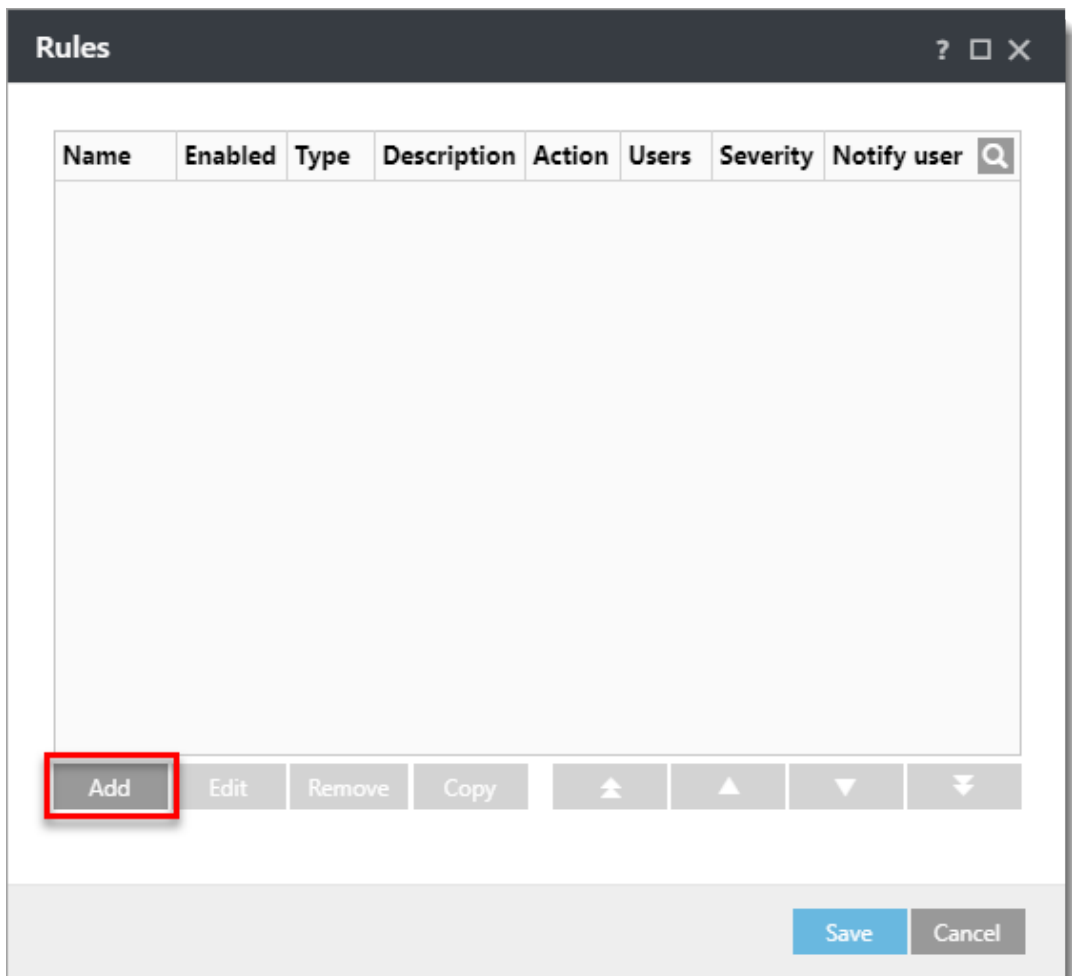 Rules ?
Name Enabled Type Description Action Users Severity Notify user
Add Edit Remove Copy
Save Cancel